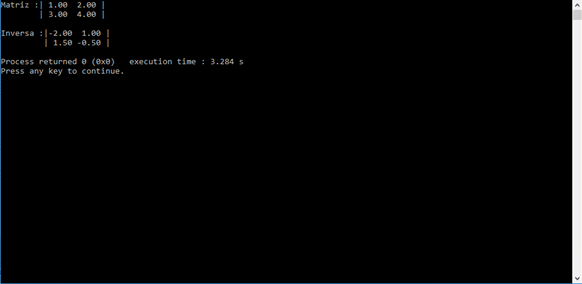 Matriz :| 1.00 2.00 |
| 3.00 4.00 |
Inversa :|-2.00 1.00 |
| 1.50 -0.50 |
Process returned 0 (0x0) execution time : 3.284 s
Press any key to continue.